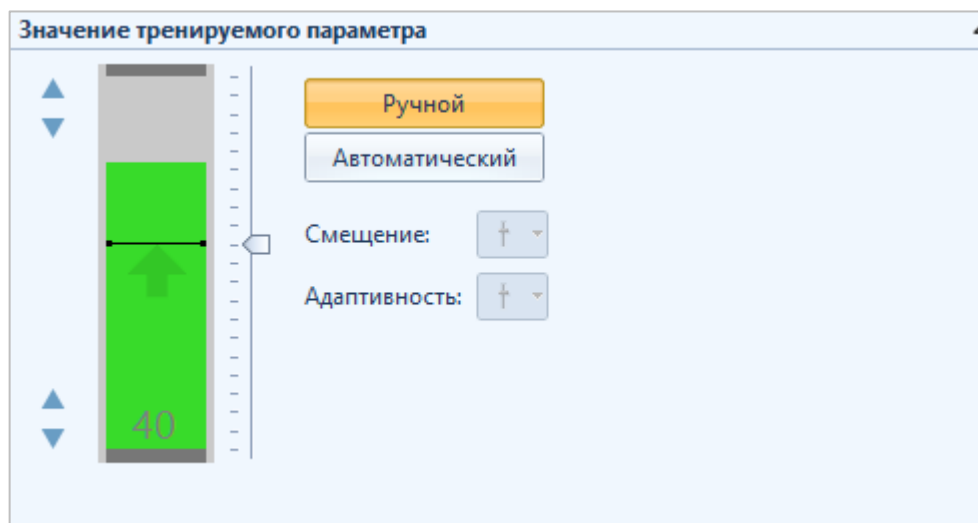 Значение тренируемого параметра
Ручной
Автоматический
Смещение:
Адаптивность:
40